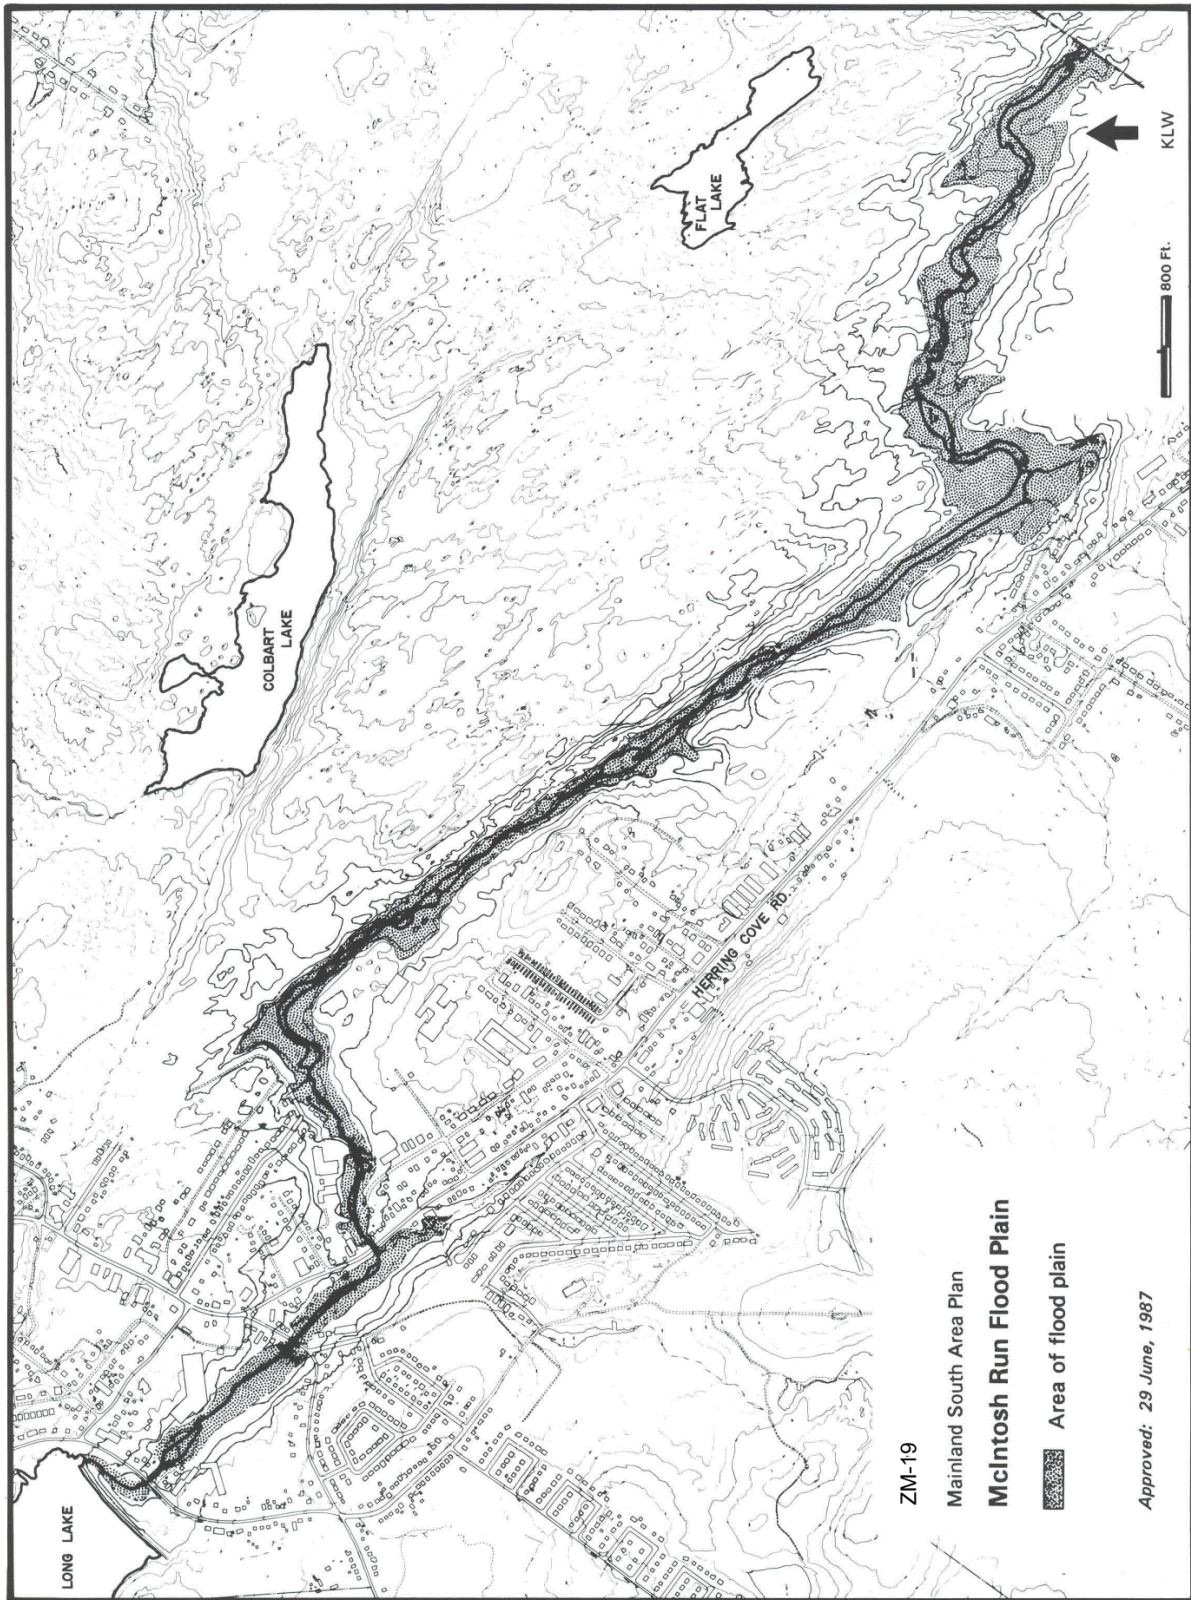 LONG LAKE
COLBART
LAKE
FLAT
LAKE
HERRING COVE RD.
ZM-19
Mainland South Area Plan
McIntosh Run Flood Plain
Area of flood plain
Approved: 29 June, 1987
800 Ft.
KLW